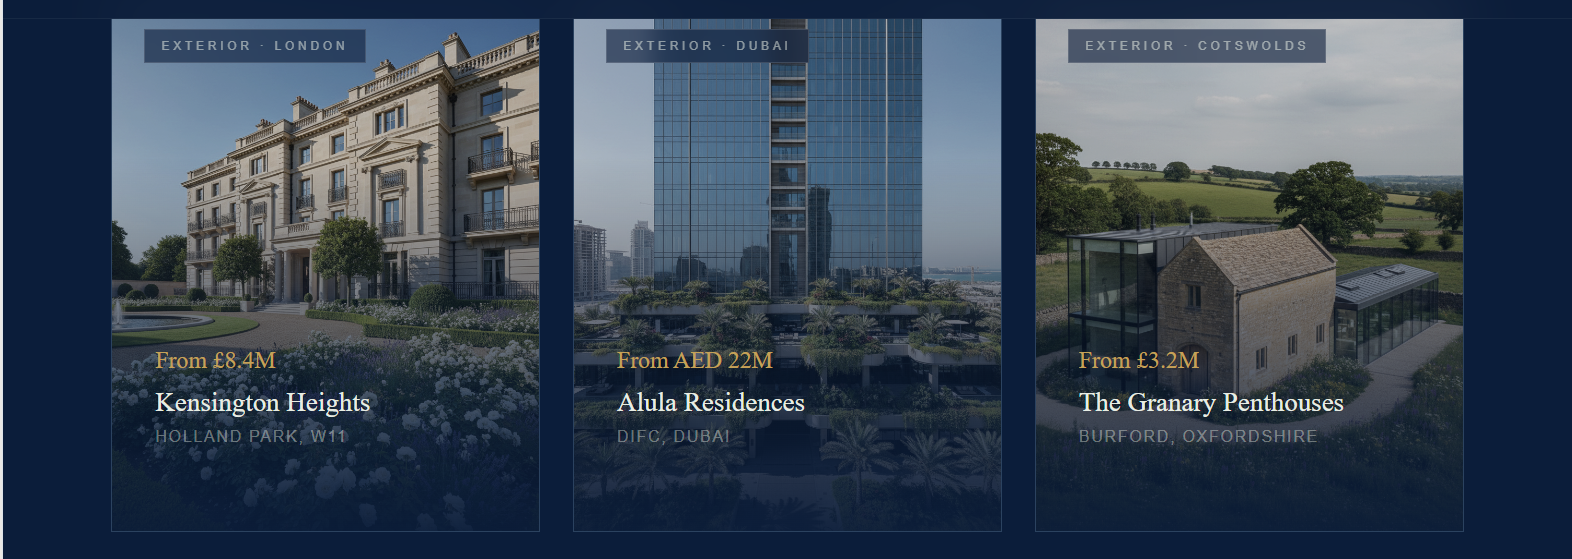 EXTERIOR · LONDON
From £8.4M
Kensington Heights
HOLLAND PARK, W11
EXTERIOR · DUBAI
From AED 22M
Alula Residences
DIFC, DUBAI
EXTERIOR · COTSWOLDS
From £3.2M
The Granary Penthouses
BURFORD, OXFORDSHIRE